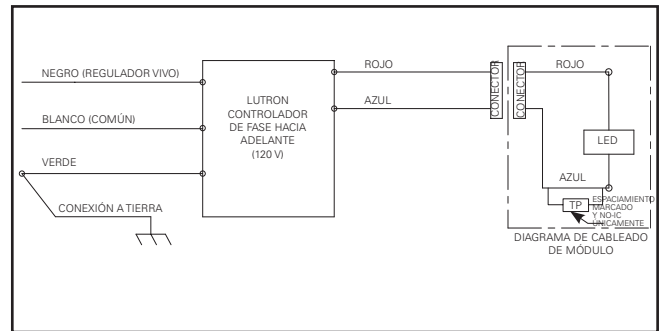 NEGRO (REGULADOR VIVO)
BLANCO (COMÚN)
VERDE
CONEXIÓN A TIERRA
LUTRON
CONTROLADOR
DE FASE HACIA
ADELANTE
(120 V)
ROJO
AZUL
CONECTOR
CONECTOR
ROJO
LED
AZUL
TP
ESPACIAMIENTO
MARCADO
Y NO-IC
ÚNICAMENTE
DIAGRAMA DE CABLEADO
DE MÓDULO